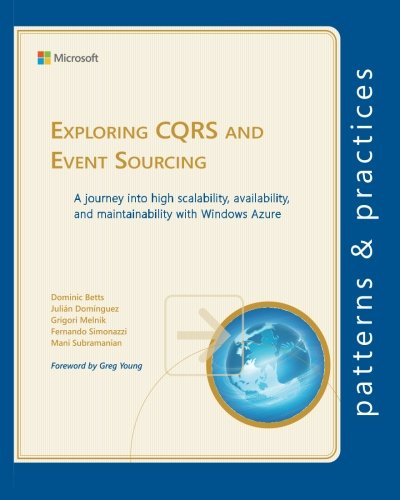 Microsoft
EXPLORING CQRS AND
EVENT SOURCING
A journey into high scalability, availability,
and maintainability with Windows Azure
Dominic Betts
Julián Domínguez
Grigori Melnik
Fernando Simonazzi
Mani Subramanian
Foreword by Greg Young
patterns & practices